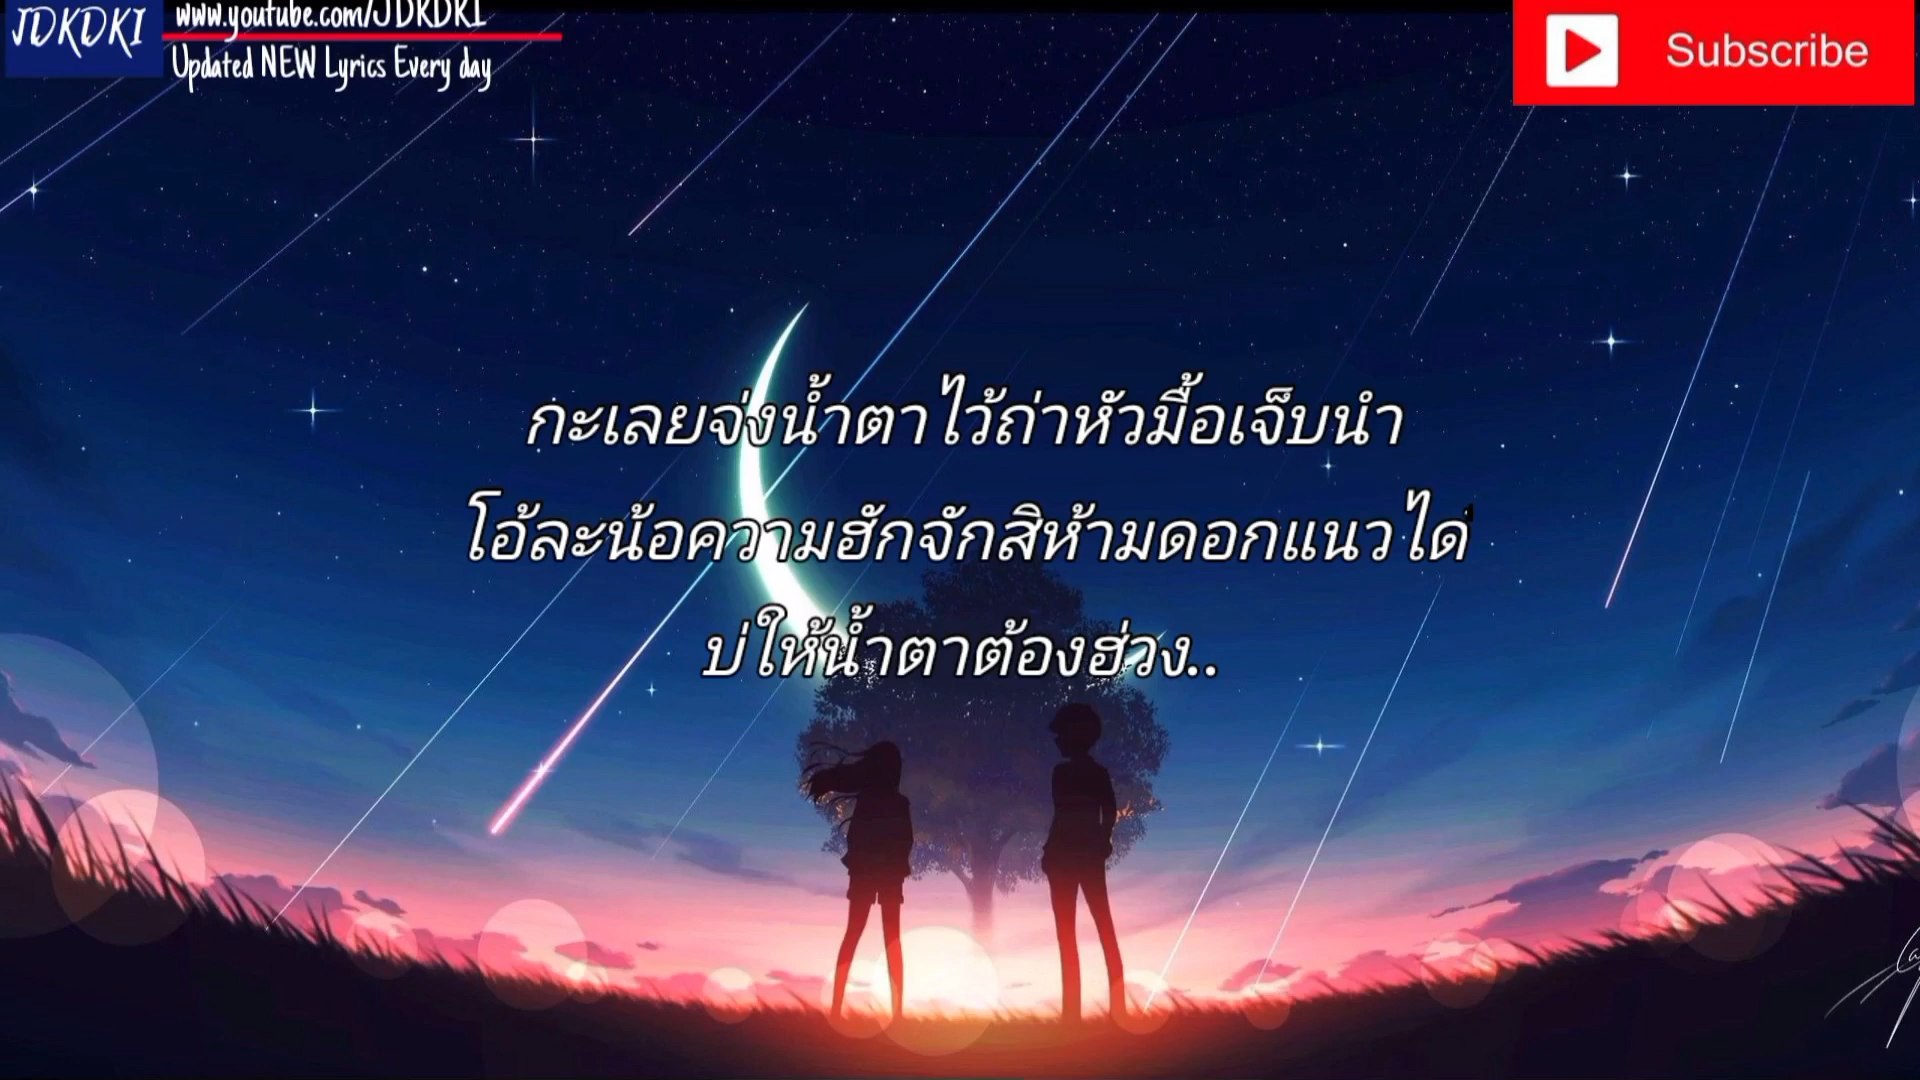 JDKDKI
www.youtube.com/JDKDKI
Updated NEW Lyrics Every day
Subscribe
กะเลยจ่งน้ำตาไว้ถ่าหัวมื้อเจ็บนำ
โอ้ละน้อความฮักจักสิห้ามดอกแนวได๋
บ่ให้น้ำตาต้องฮ่วง..